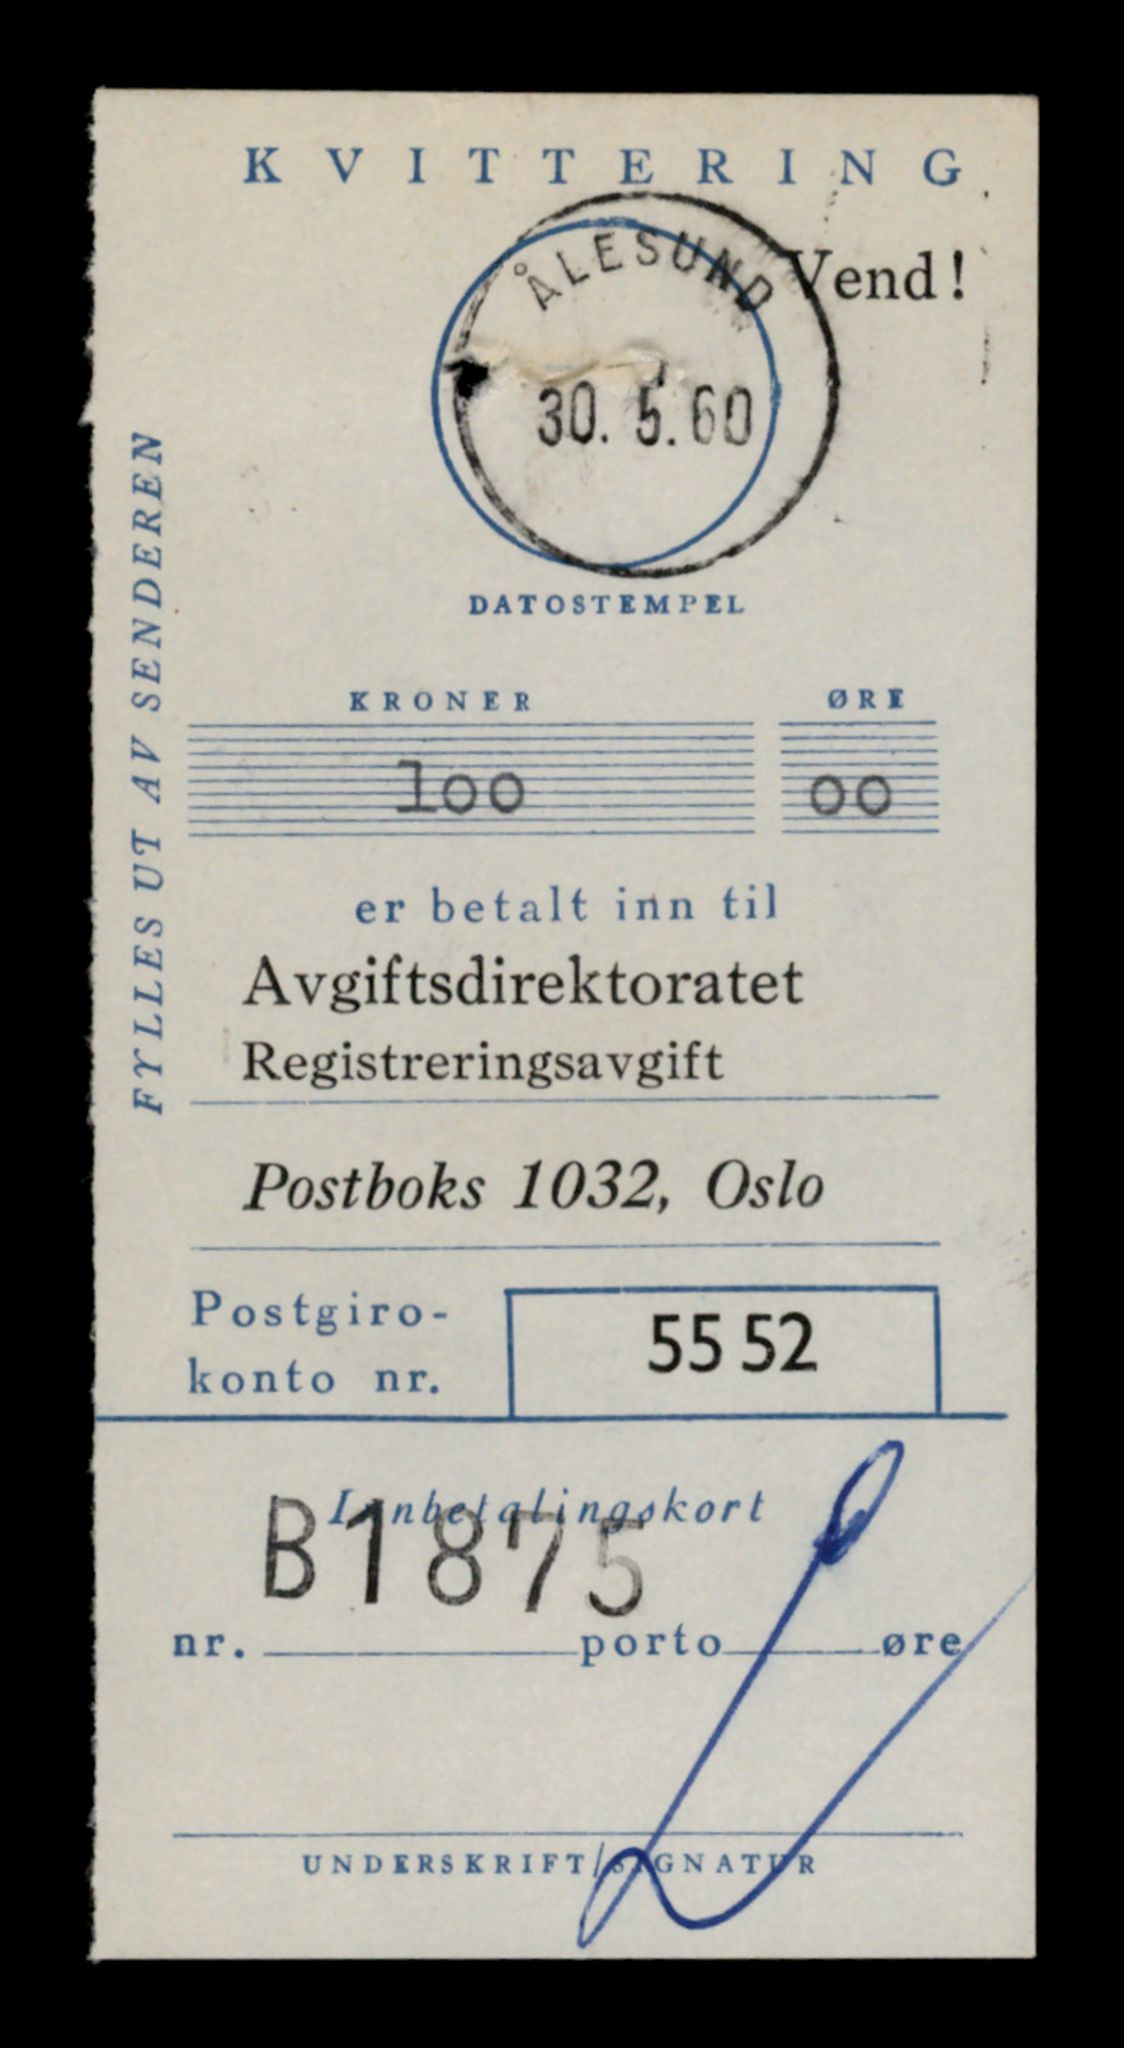 KVITTERING
Vend!
ÅLESUND
30. 5. 60
DATOSTEMPEL
FYLLES UT AV SENDEREN
KRONER ØRE
100 00
er betalt inn til
Avgiftsdirektoratet
Registreringsavgift
Postboks 1032, Oslo
Postgiro-
konto nr.
55 52
Innbetalingskort
B1875
nr. porto øre
UNDERSKRIFT/SIGNATUR